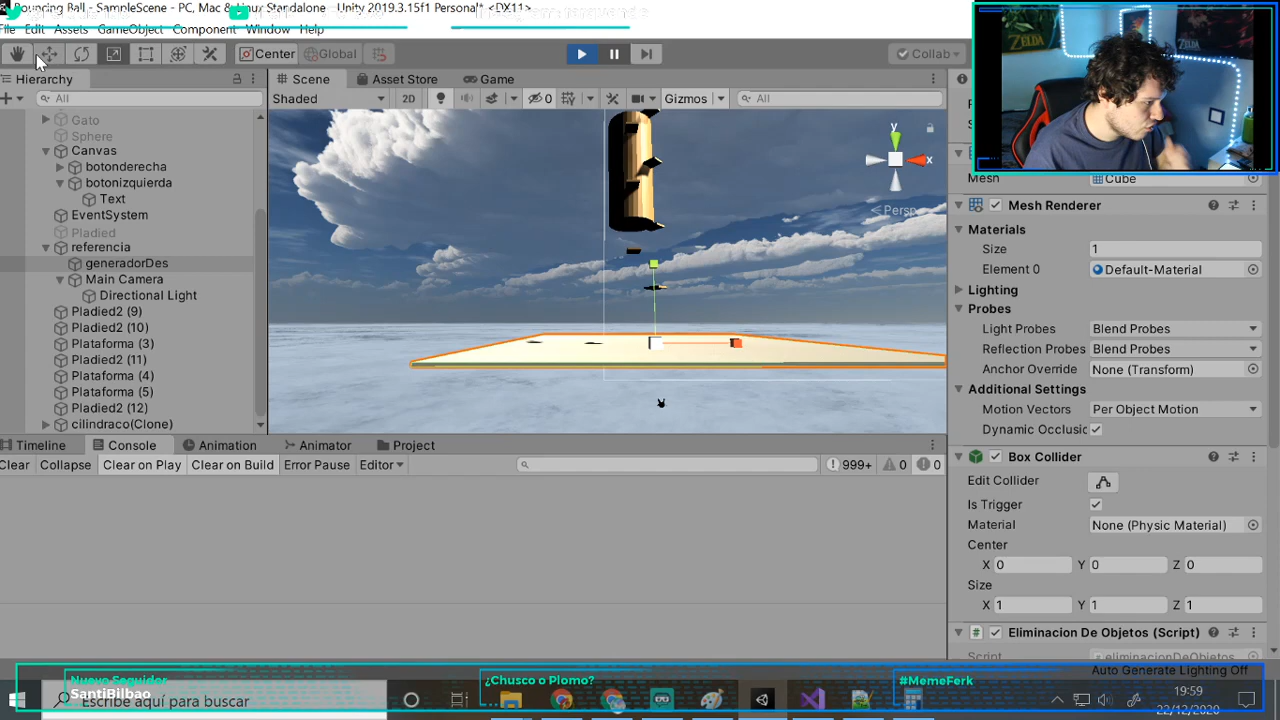 Bouncing Ball - SampleScene - PC, Mac & Linux Standalone - Unity 2019.3.15f1 Personal* <DX11>
File Edit Assets GameObject Component Window Help
Center Global Collab
Hierarchy Scene Asset Store Game
All Shaded 2D 0 Gizmos All
Gato
Sphere
Canvas
botonderecha
botonizquierda
Text
EventSystem
Pladied
referencia
generadorDes
Main Camera
Directional Light
Pladied2 (9)
Pladied2 (10)
Plataforma (3)
Pladied2 (11)
Plataforma (4)
Plataforma (5)
Pladied2 (12)
cilindraco(Clone)
y
x
Persp
ZELDA
Mesh Cube
Mesh Renderer
Materials
Size 1
Element 0 Default-Material
Lighting
Probes
Light Probes Blend Probes
Reflection Probes Blend Probes
Anchor Override None (Transform)
Additional Settings
Motion Vectors Per Object Motion
Dynamic Occlusic
Box Collider
Edit Collider
Is Trigger
Material None (Physic Material)
Center
X 0 Y 0 Z 0
Size
X 1 Y 1 Z 1
Eliminacion De Objetos (Script)
Script eliminacionDeObjetos
Auto Generate Lighting Off
Timeline Console Animation Animator Project
Clear Collapse Clear on Play Clear on Build Error Pause Editor 999+ 0 0
Nuevo Seguidor
SantiBilbao
¿Chusco o Plomo?
#MemeFerk
Escribe aquí para buscar
19:59
22/12/2020